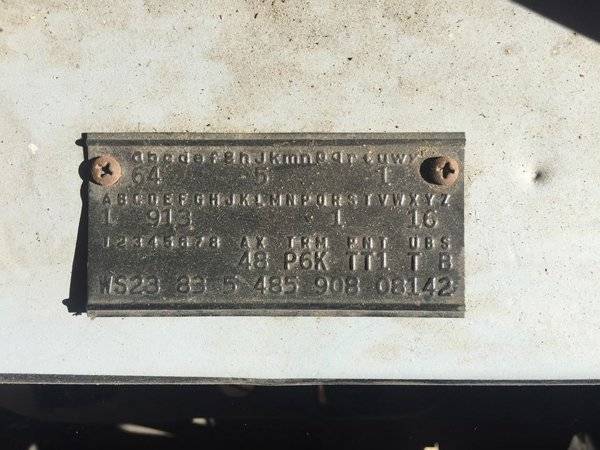 abcdefghJkmnpqrtuwy
64 5 1
ABCDEFGHJKLMNPQRSTVWXYZ
1 913 1 16
12345678 AX TRM PNT UBS
48 P6K TT1 T B
WS23 83 5 485 908 08142